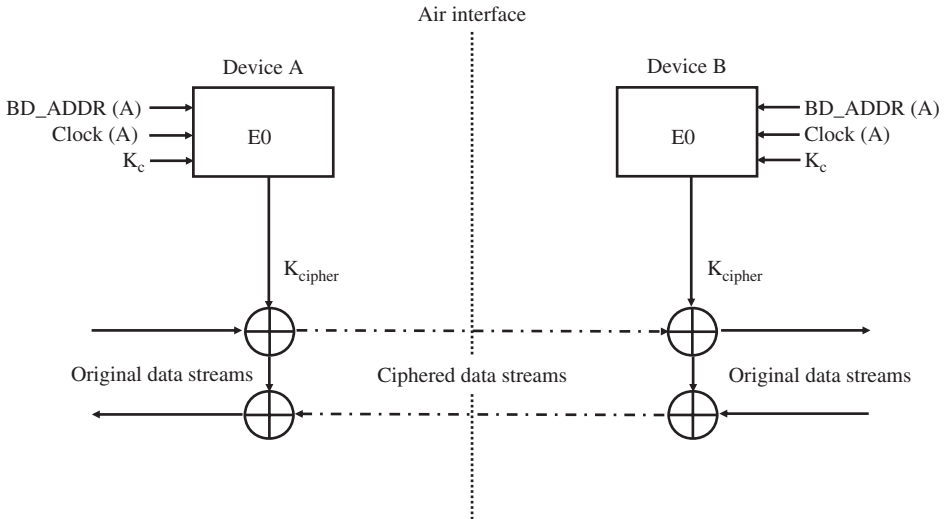 Air interface
Device A
Device B
BD_ADDR (A)
Clock (A)
K_c
E0
E0
BD_ADDR (A)
Clock (A)
K_c
K_cipher
K_cipher
Original data streams
Ciphered data streams
Original data streams